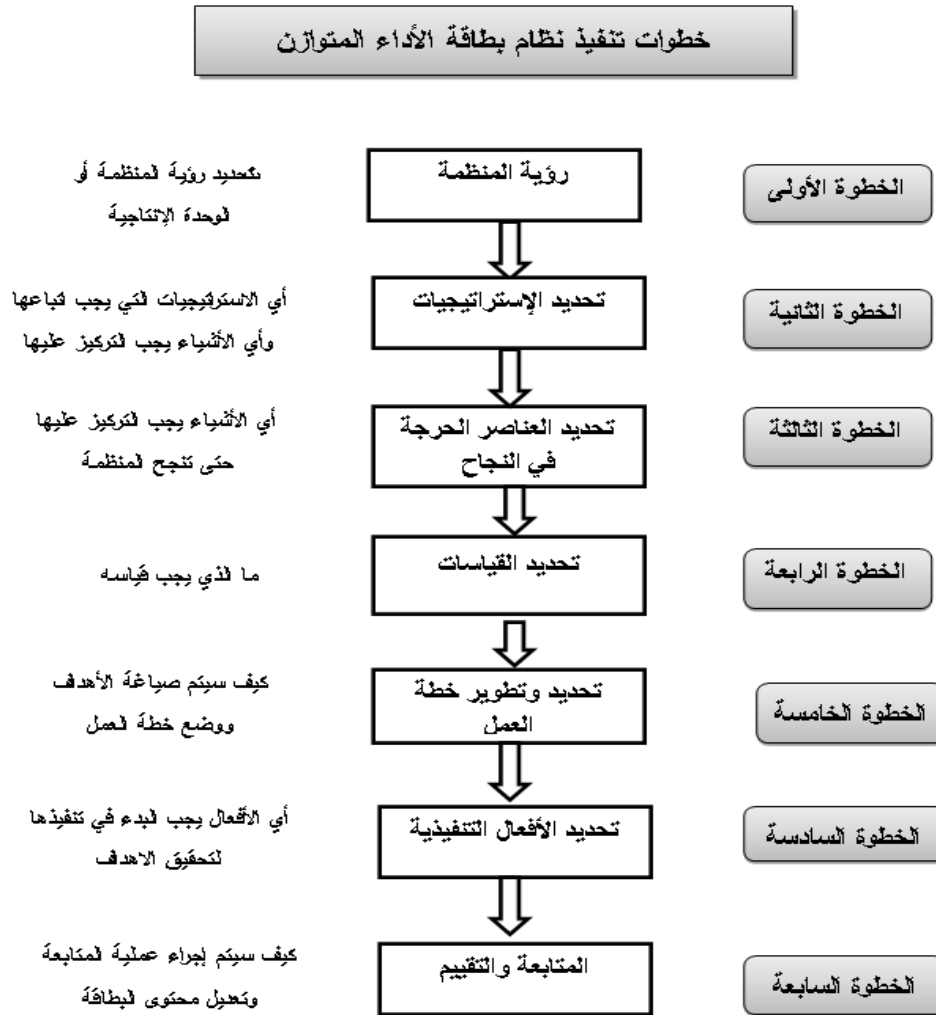 خطوات تنفيذ نظام بطاقة الأداء المتوازن
الخطوة الأولى
رؤية المنظمة
تحديد رؤية المنظمة أو
الوحدة الإنتاجية
الخطوة الثانية
تحديد الإستراتيجيات
أي الاستراتيجيات التي يجب اتباعها
وأي الأشياء يجب التركيز عليها
الخطوة الثالثة
تحديد العناصر الحرجة
في النجاح
أي الأشياء يجب التركيز عليها
حتى تنجح المنظمة
الخطوة الرابعة
تحديد القياسات
ما الذي يجب قياسه
الخطوة الخامسة
تحديد وتطوير خطة
العمل
كيف سيتم صياغة الأهداف
ووضع خطة العمل
الخطوة السادسة
تحديد الأفعال التنفيذية
أي الأفعال يجب البدء في تنفيذها
لتحقيق الاهداف
الخطوة السابعة
المتابعة والتقييم
كيف سيتم إجراء عملية المتابعة
وتعديل محتوى البطاقة